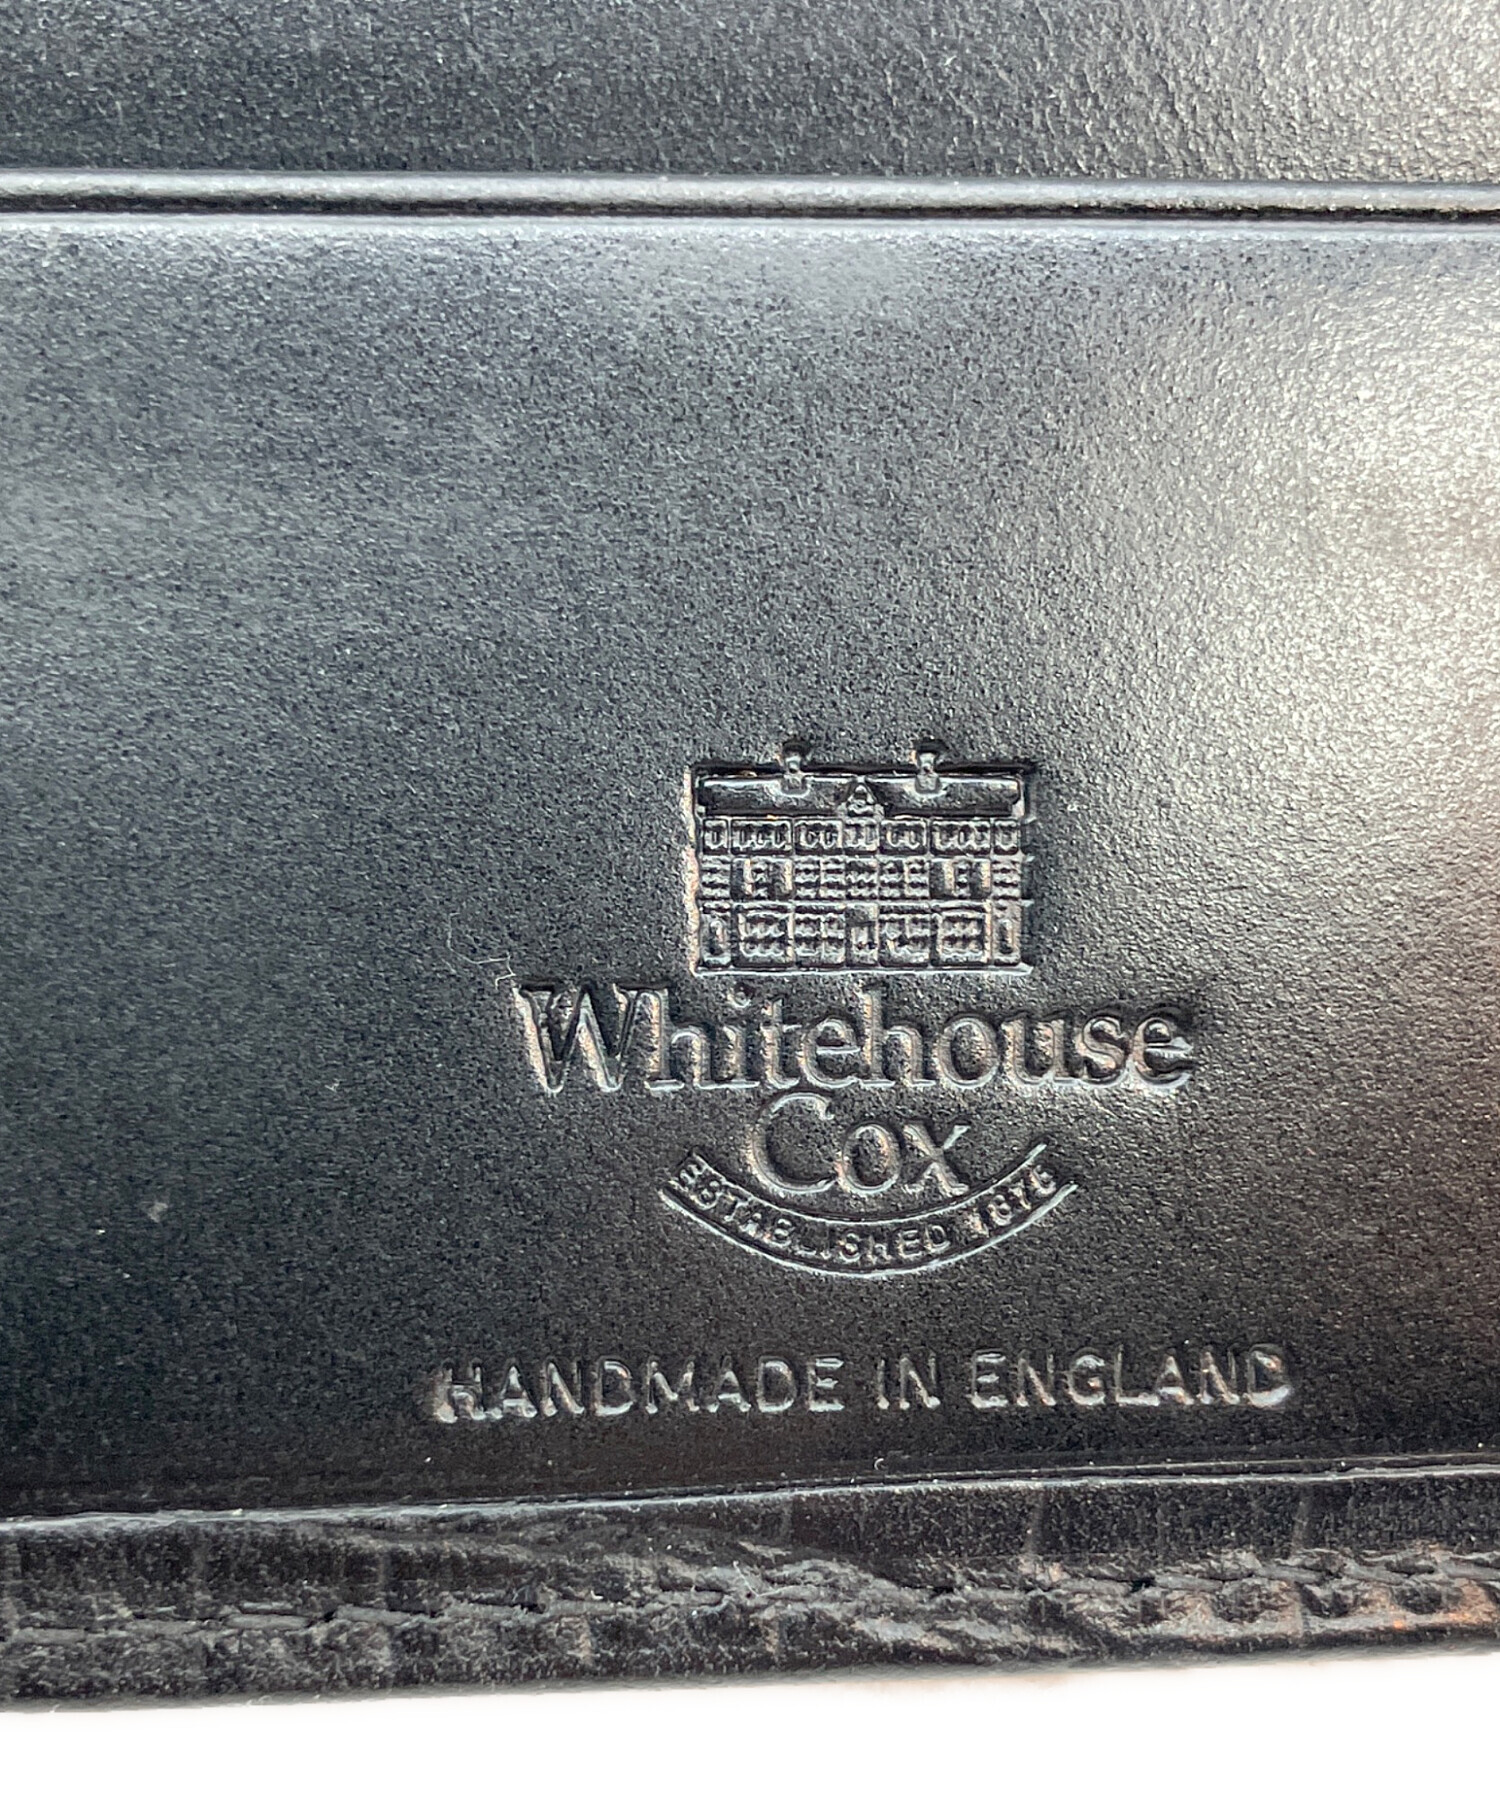 Whitehouse
Cox
ESTABLISHED 1875
HANDMADE IN ENGLAND